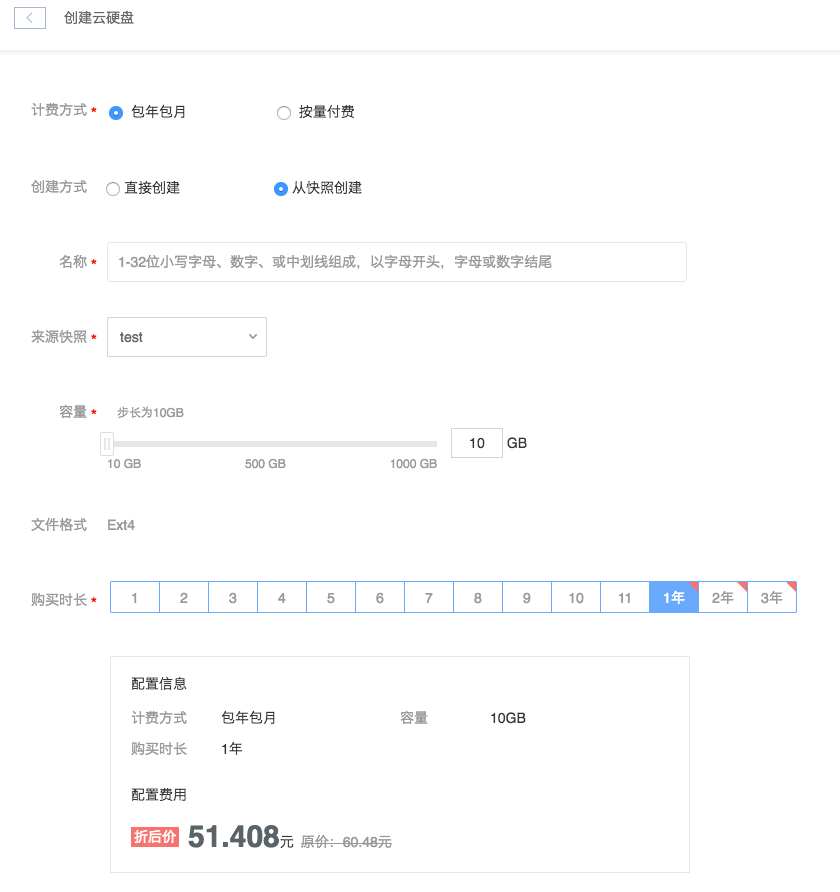 创建云硬盘
计费方式 * 包年包月 按量付费
创建方式 直接创建 从快照创建
名称 * 1-32位小写字母、数字、或中划线组成，以字母开头，字母或数字结尾
来源快照 * test
容量 * 步长为10GB
10 GB
10 GB 500 GB 1000 GB
文件格式 Ext4
购买时长 * 1 2 3 4 5 6 7 8 9 10 11 1年 2年 3年
配置信息
计费方式 包年包月 容量 10GB
购买时长 1年
配置费用
折后价 51.408元 原价：60.48元